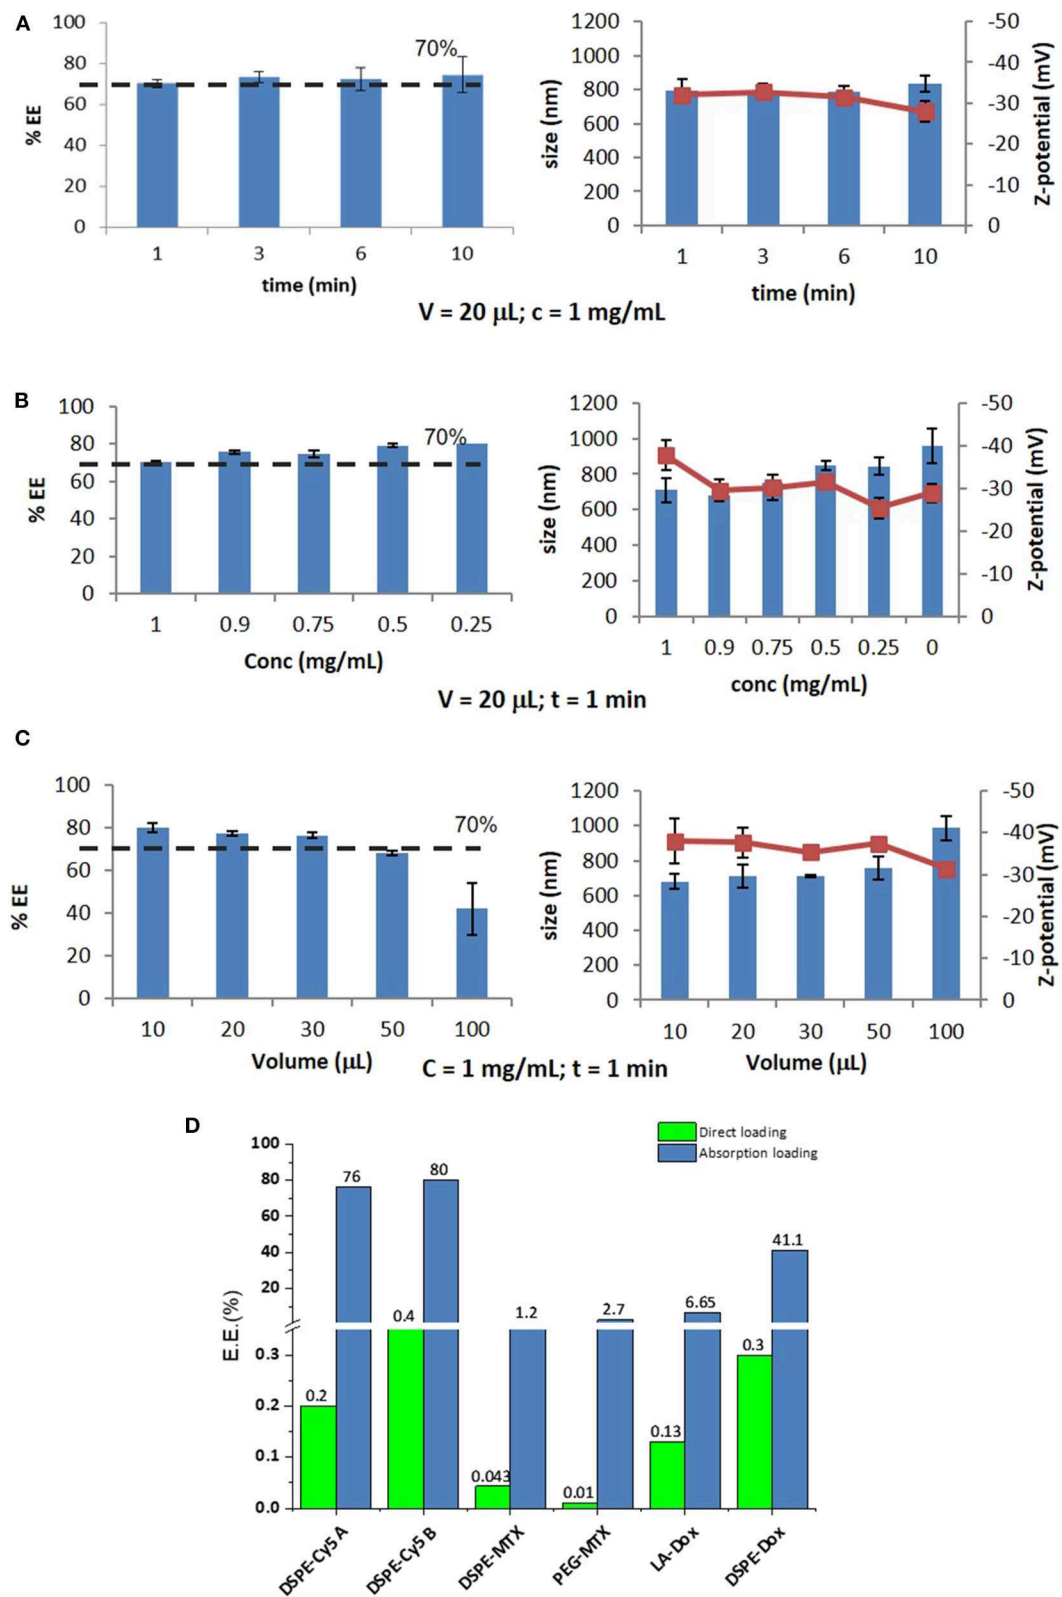 A
100
80
60
40
20
0
% EE
70%
1 3 6 10
time (min)
1200
1000
800
600
400
200
0
size (nm)
-50
-40
-30
-20
-10
0
Z-potential (mV)
1 3 6 10
time (min)
V = 20 µL; c = 1 mg/mL
B
100
80
60
40
20
0
% EE
70%
1 0.9 0.75 0.5 0.25
Conc (mg/mL)
1200
1000
800
600
400
200
0
size (nm)
-50
-40
-30
-20
-10
0
Z-potential (mV)
1 0.9 0.75 0.5 0.25 0
conc (mg/mL)
V = 20 µL; t = 1 min
C
100
80
60
40
20
0
% EE
70%
10 20 30 50 100
Volume (µL)
1200
1000
800
600
400
200
0
size (nm)
-50
-40
-30
-20
-10
0
Z-potential (mV)
10 20 30 50 100
Volume (µL)
C = 1 mg/mL; t = 1 min
D
Direct loading
Absorption loading
100
80
60
40
20
0.3
0.2
0.1
0.0
E.E.(%)
0.2 76
0.4 80
0.043 1.2
0.01 2.7
0.13 6.65
0.3 41.1
DSPE-Cy5 A
DSPE-Cy5 B
DSPE-MTX
PEG-MTX
LA-Dox
DSPE-Dox